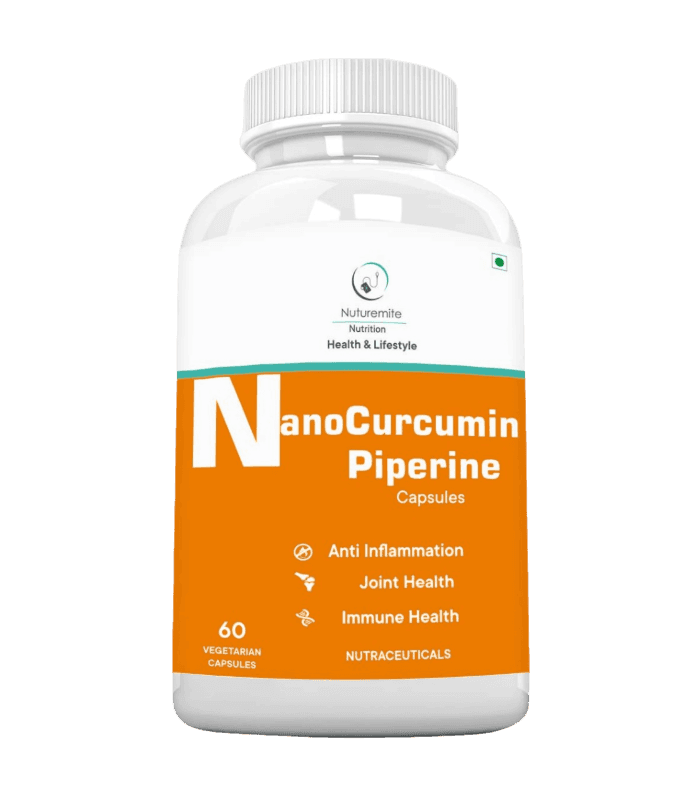 Nuturemite
Nutrition
Health & Lifestyle
NanoCurcumin
Piperine
Capsules
Anti Inflammation
Joint Health
Immune Health
60
VEGETARIAN
CAPSULES
NUTRACEUTICALS